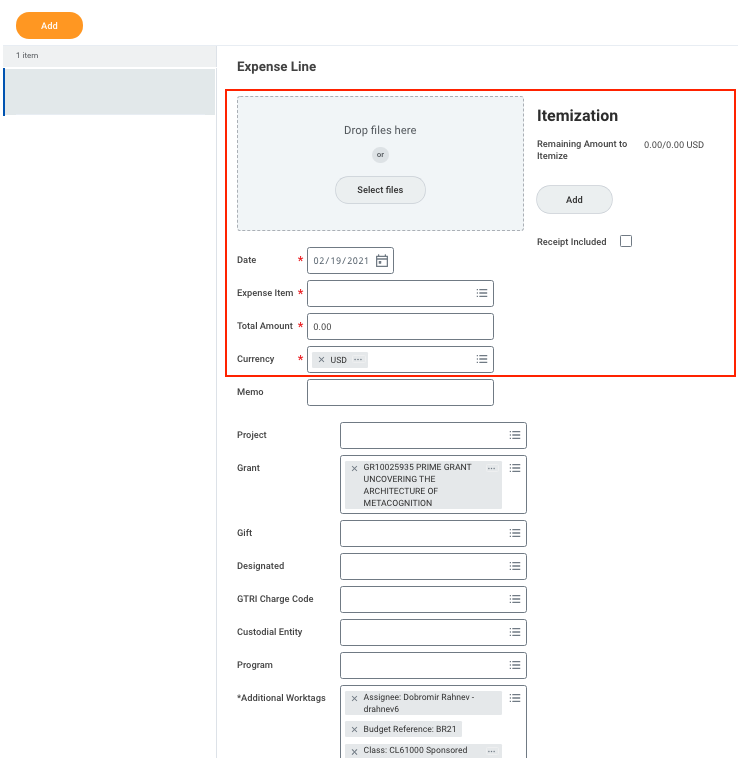 Add
1 item
Expense Line
Drop files here
or
Select files
Itemization
Remaining Amount to
Itemize
0.00/0.00 USD
Add
Receipt Included
Date * 02/19/2021
Expense Item *
Total Amount * 0.00
Currency * × USD ...
Memo
Project
Grant × GR10025935 PRIME GRANT ...
UNCOVERING THE
ARCHITECTURE OF
METACOGNITION
Gift
Designated
GTRI Charge Code
Custodial Entity
Program
*Additional Worktags × Assignee: Dobromir Rahnev -
drahnev6
× Budget Reference: BR21
× Class: CL61000 Sponsored ...